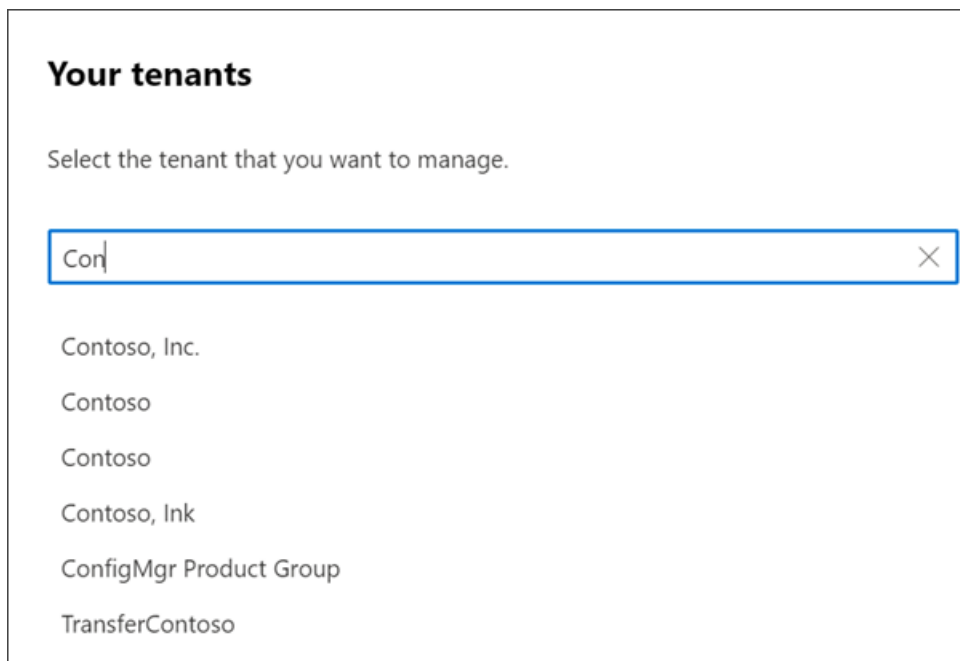 Your tenants
Select the tenant that you want to manage.
Con
Contoso, Inc.
Contoso
Contoso
Contoso, Ink
ConfigMgr Product Group
TransferContoso